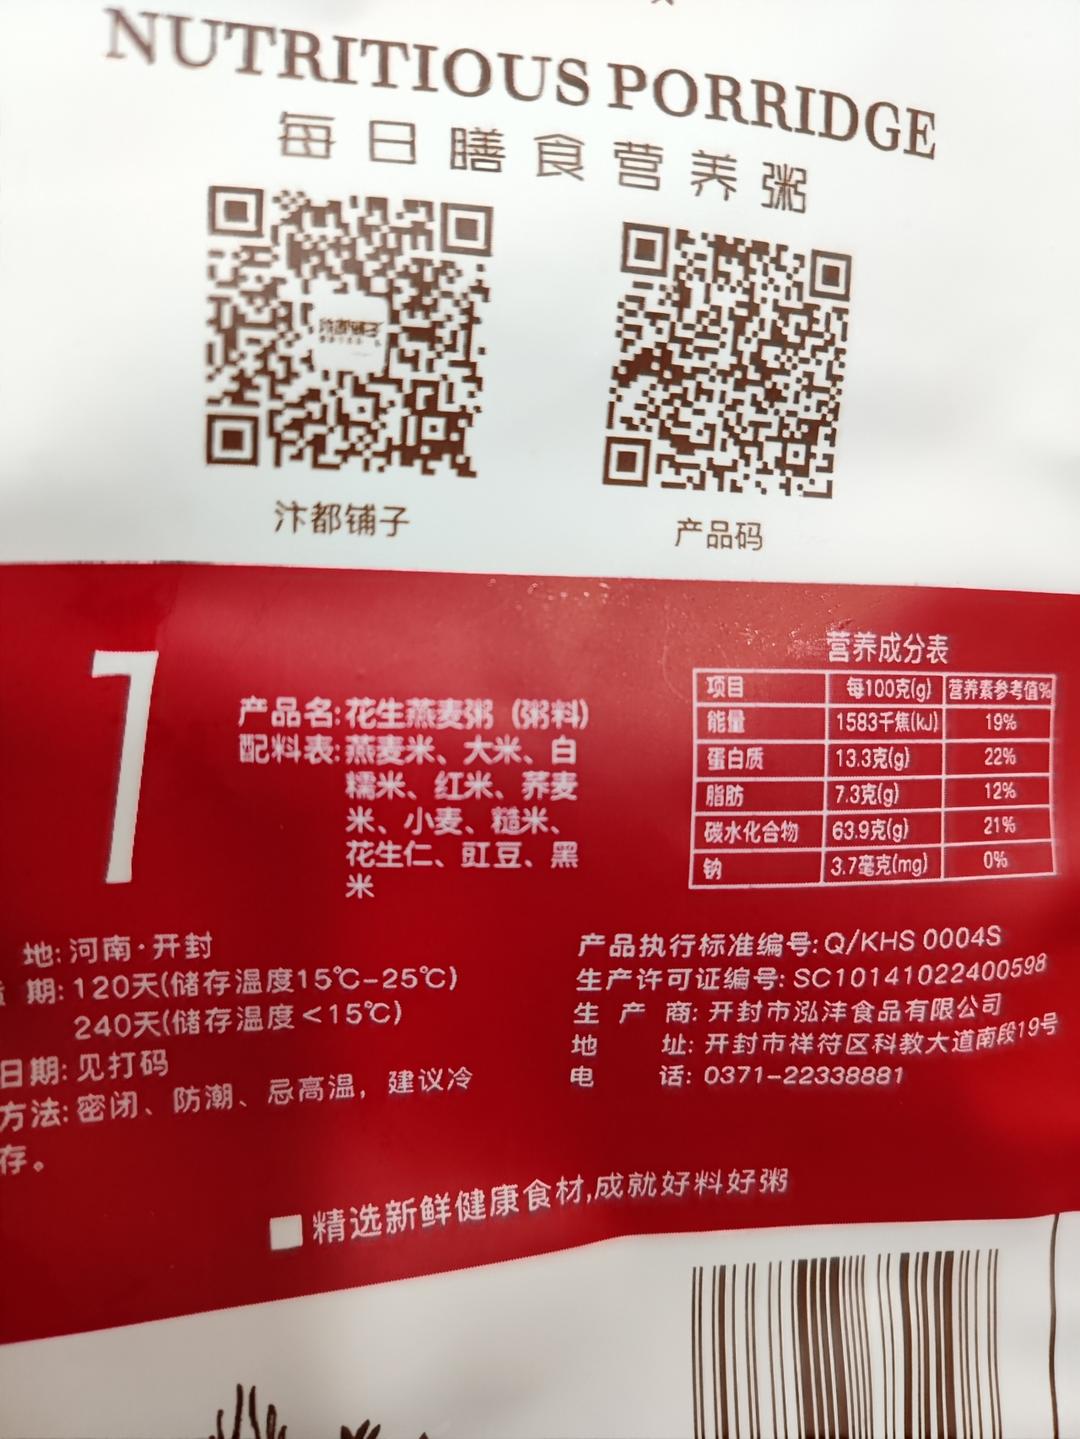 NUTRITIOUS PORRIDGE
每日膳食营养粥
汴都铺子
产品码
1
产品名:花生燕麦粥（粥料）
配料表:燕麦米、大米、白
糯米、红米、荞麦
米、小麦、糙米、
花生仁、豇豆、黑
米
营养成分表
项目 每100克(g) 营养素参考值%
能量 1583千焦(kJ) 19%
蛋白质 13.3克(g) 22%
脂肪 7.3克(g) 12%
碳水化合物 63.9克(g) 21%
钠 3.7毫克(mg) 0%
地:河南·开封
期:120天(储存温度15℃-25℃)
240天(储存温度<15℃)
日期:见打码
方法:密闭、防潮、忌高温，建议冷
存。
产品执行标准编号:Q/KHS 0004S
生产许可证编号:SC10141022400598
生产商:开封市泓沣食品有限公司
地址:开封市祥符区科教大道南段19号
电话:0371-22338881
精选新鲜健康食材,成就好料好粥